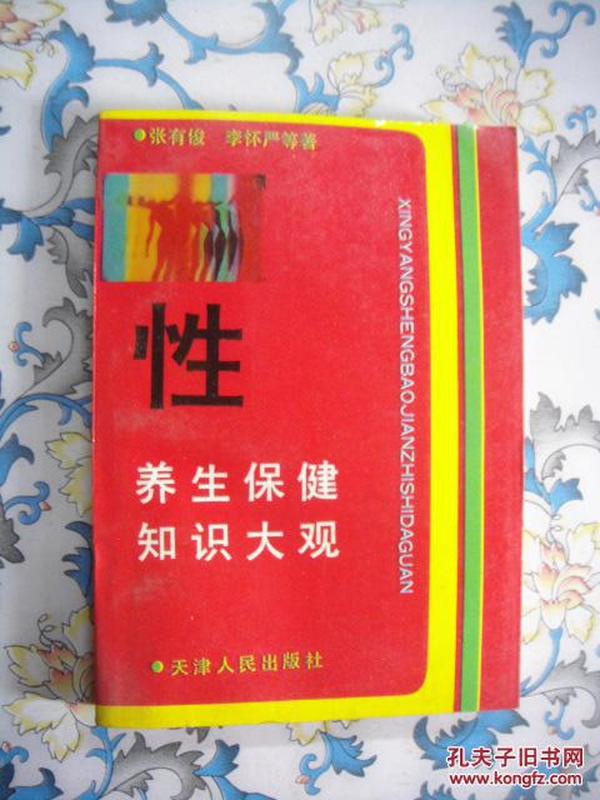 张有俊 李怀严等著
XINGYANGSHENGBAOJIANZHISHIDAGUAN
性
养生保健
知识大观
天津人民出版社
孔夫子旧书网
www.kongfz.com